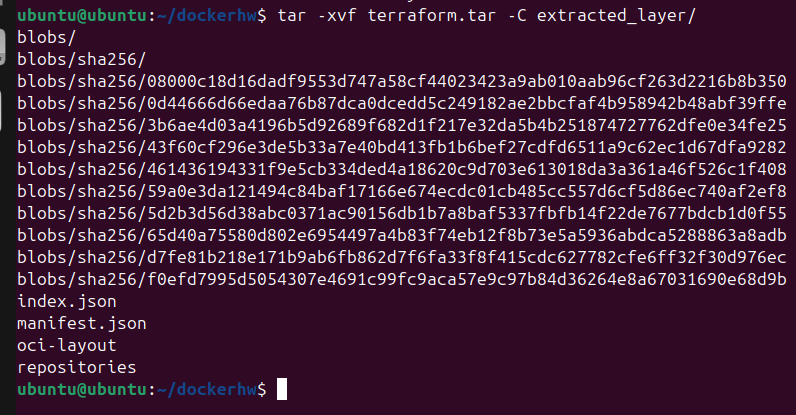 ubuntu@ubuntu:~/dockerhw$ tar -xvf terraform.tar -C extracted_layer/
blobs/
blobs/sha256/
blobs/sha256/08000c18d16dadf9553d747a58cf44023423a9ab010aab96cf263d2216b8b350
blobs/sha256/0d44666d66edaa76b87dca0dcedd5c249182ae2bbcfaf4b958942b48abf39ffe
blobs/sha256/3b6ae4d03a4196b5d92689f682d1f217e32da5b4b251874727762dfe0e34fe25
blobs/sha256/43f60cf296e3de5b33a7e40bd413fb1b6bef27cdfd6511a9c62ec1d67dfa9282
blobs/sha256/461436194331f9e5cb334ded4a18620c9d703e613018da3a361a46f526c1f408
blobs/sha256/59a0e3da121494c84baf17166e674ecdc01cb485cc557d6cf5d86ec740af2ef8
blobs/sha256/5d2b3d56d38abc0371ac90156db1b7a8baf5337fbfb14f22de7677bdcb1d0f55
blobs/sha256/65d40a75580d802e6954497a4b83f74eb12f8b73e5a5936abdca5288863a8adb
blobs/sha256/d7fe81b218e171b9ab6fb862d7f6fa33f8f415cdc627782cfe6ff32f30d976ec
blobs/sha256/f0efd7995d5054307e4691c99fc9aca57e9c97b84d36264e8a67031690e68d9b
index.json
manifest.json
oci-layout
repositories
ubuntu@ubuntu:~/dockerhw$